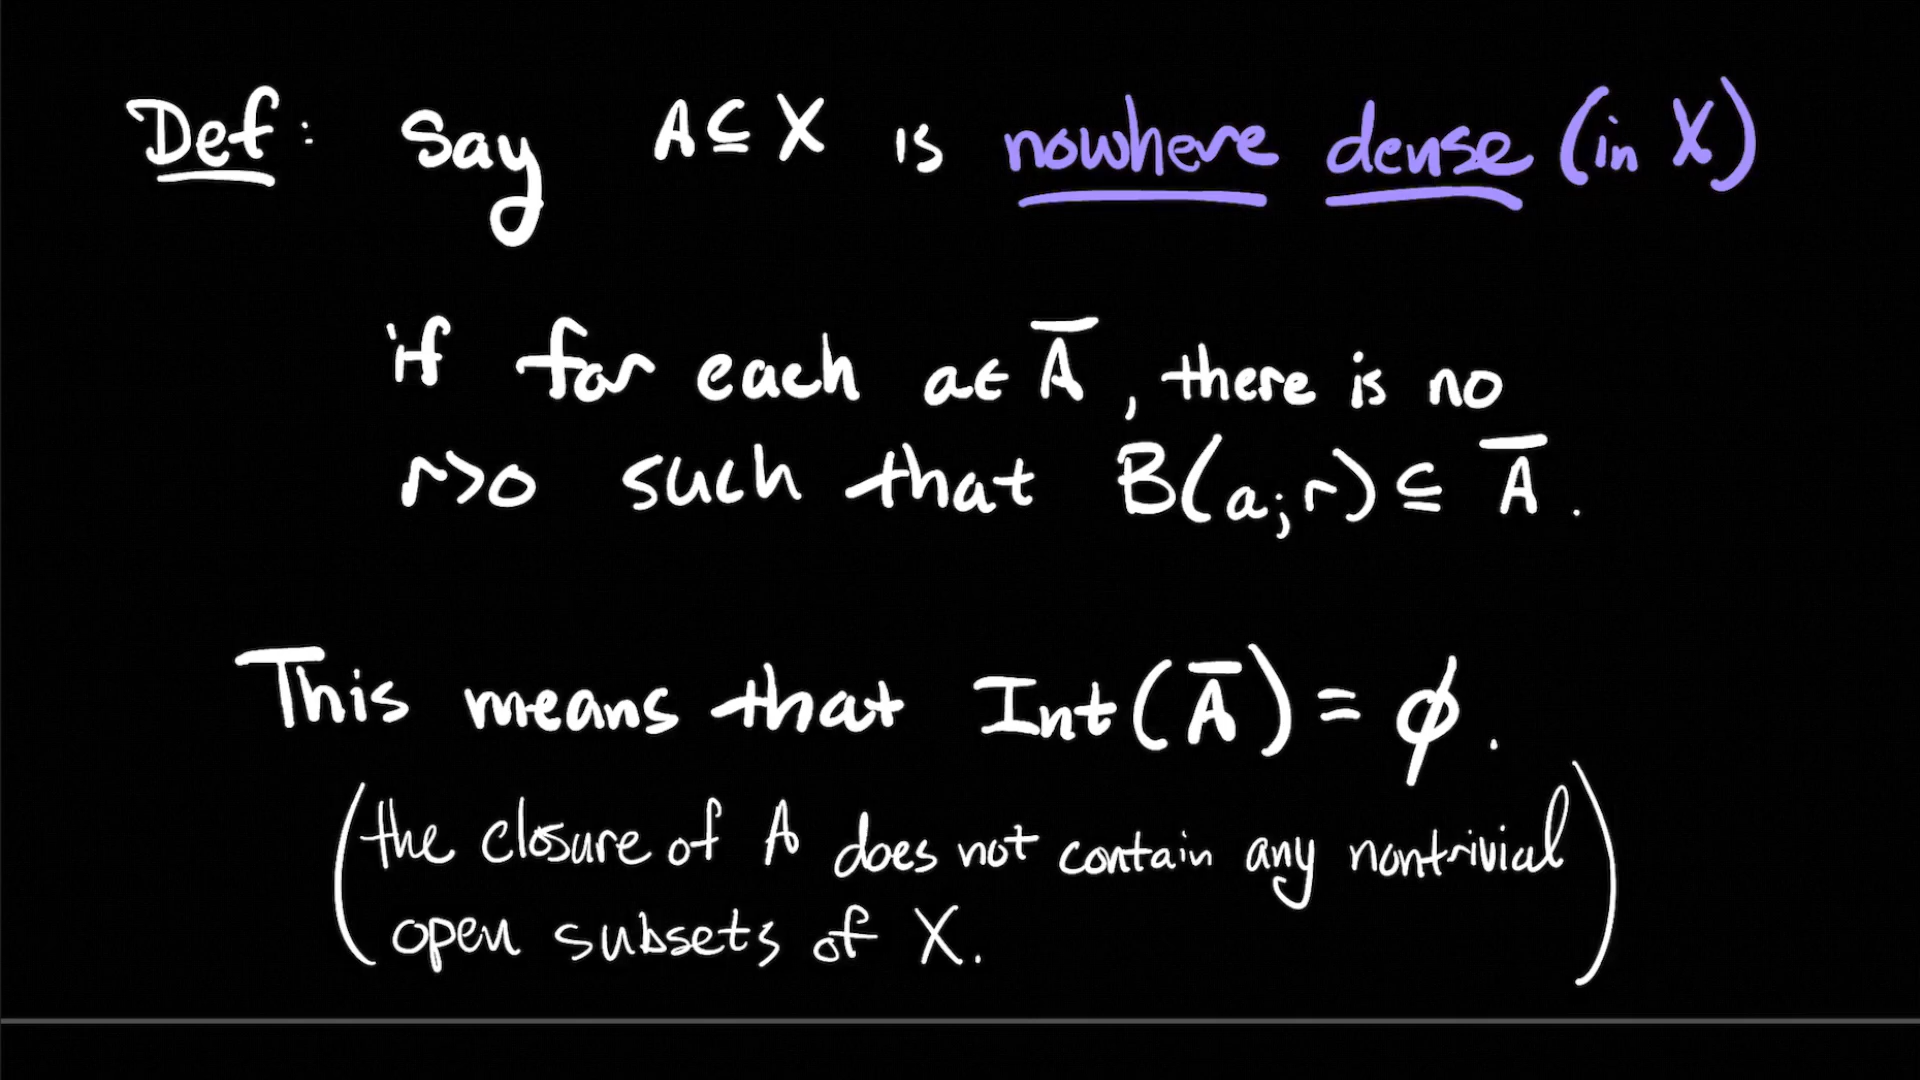 Def: Say A ⊆ X is nowhere dense (in X)
if for each a ∈ A̅, there is no
r>0 such that B(a;r) ⊆ A̅.
This means that Int(A̅) = ∅.
(the closure of A does not contain any nontrivial
open subsets of X.)